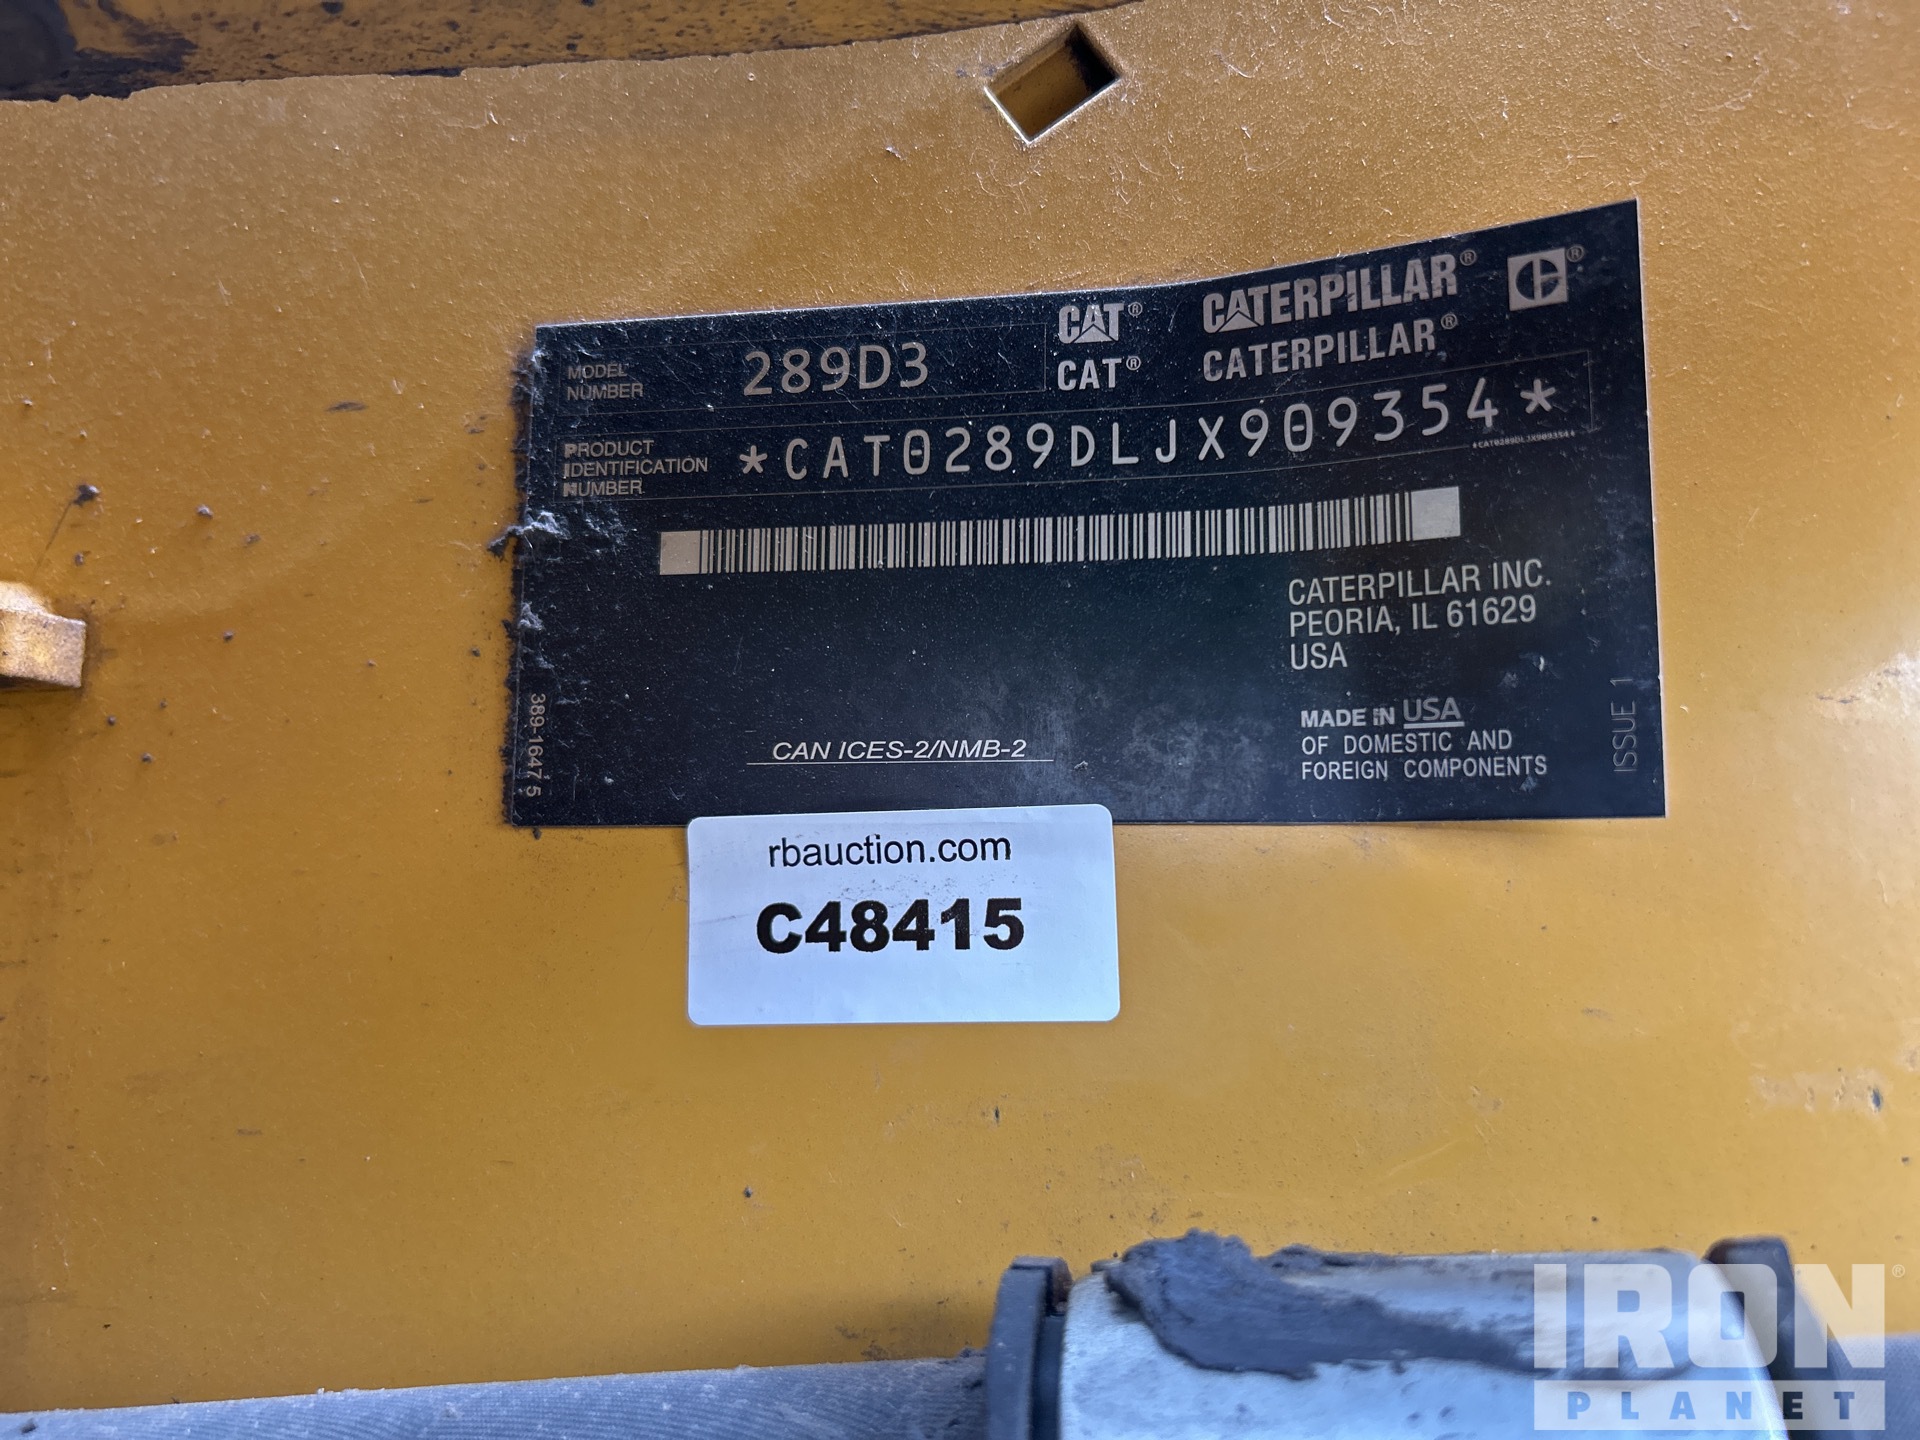 MODEL NUMBER 289D3
CAT® CATERPILLAR® C®
CAT® CATERPILLAR®
PRODUCT
IDENTIFICATION
NUMBER
*CAT0289DLJX909354*
*CAT0289DLJX909354*
CATERPILLAR INC.
PEORIA, IL 61629
USA
MADE IN USA
OF DOMESTIC AND
FOREIGN COMPONENTS
CAN ICES-2/NMB-2
389-1647 5
ISSUE 1
rbauction.com
C48415
IRON®
PLANET